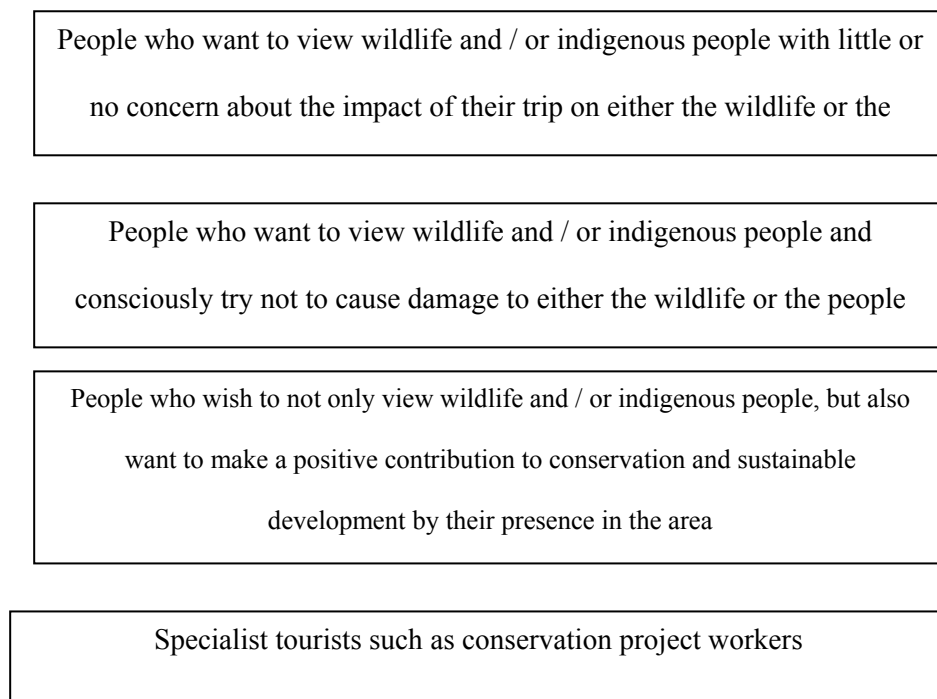 People who want to view wildlife and / or indigenous people with little or
no concern about the impact of their trip on either the wildlife or the
People who want to view wildlife and / or indigenous people and
consciously try not to cause damage to either the wildlife or the people
People who wish to not only view wildlife and / or indigenous people, but also
want to make a positive contribution to conservation and sustainable
development by their presence in the area
Specialist tourists such as conservation project workers